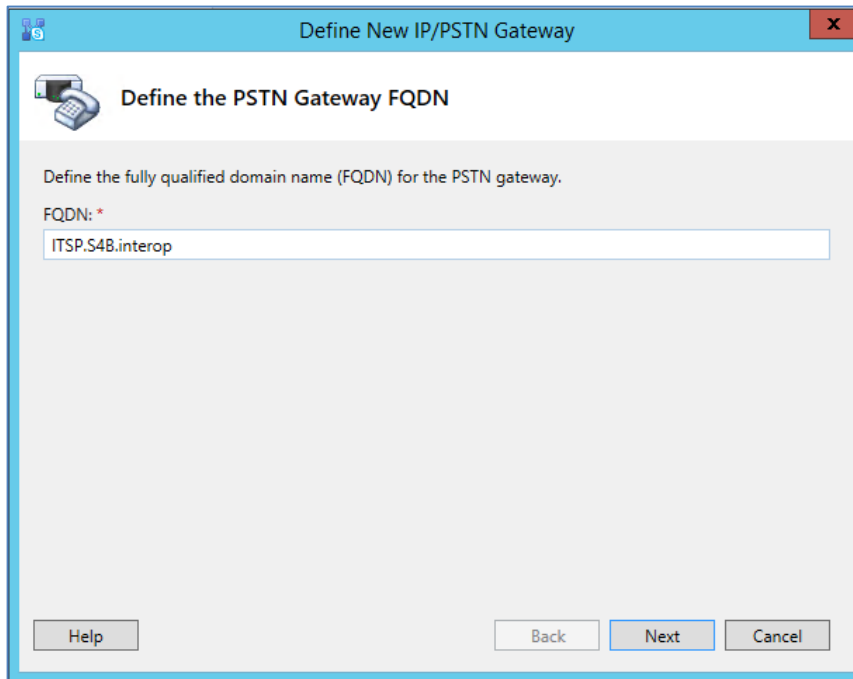 Define New IP/PSTN Gateway
Define the PSTN Gateway FQDN
Define the fully qualified domain name (FQDN) for the PSTN gateway.
FQDN: *
ITSP.S4B.interop
Help
Back
Next
Cancel